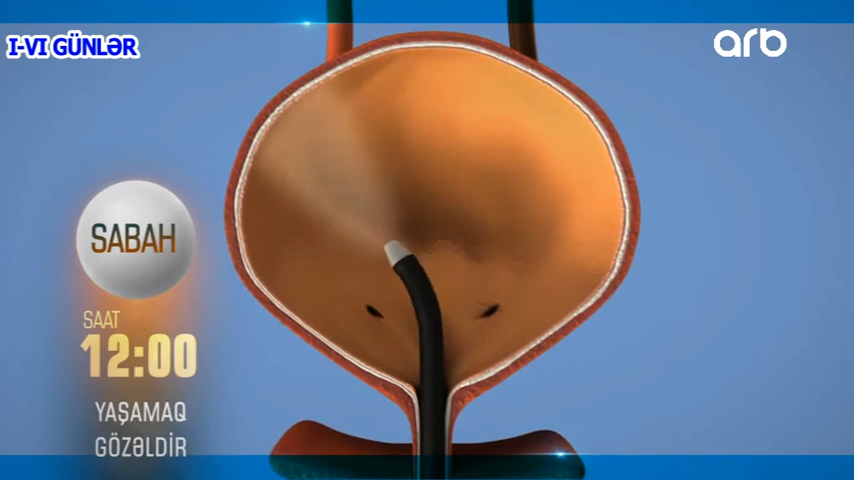 I-VI GÜNLƏR
arb
SABAH
SAAT
12:00
YAŞAMAQ
GÖZƏLDİR